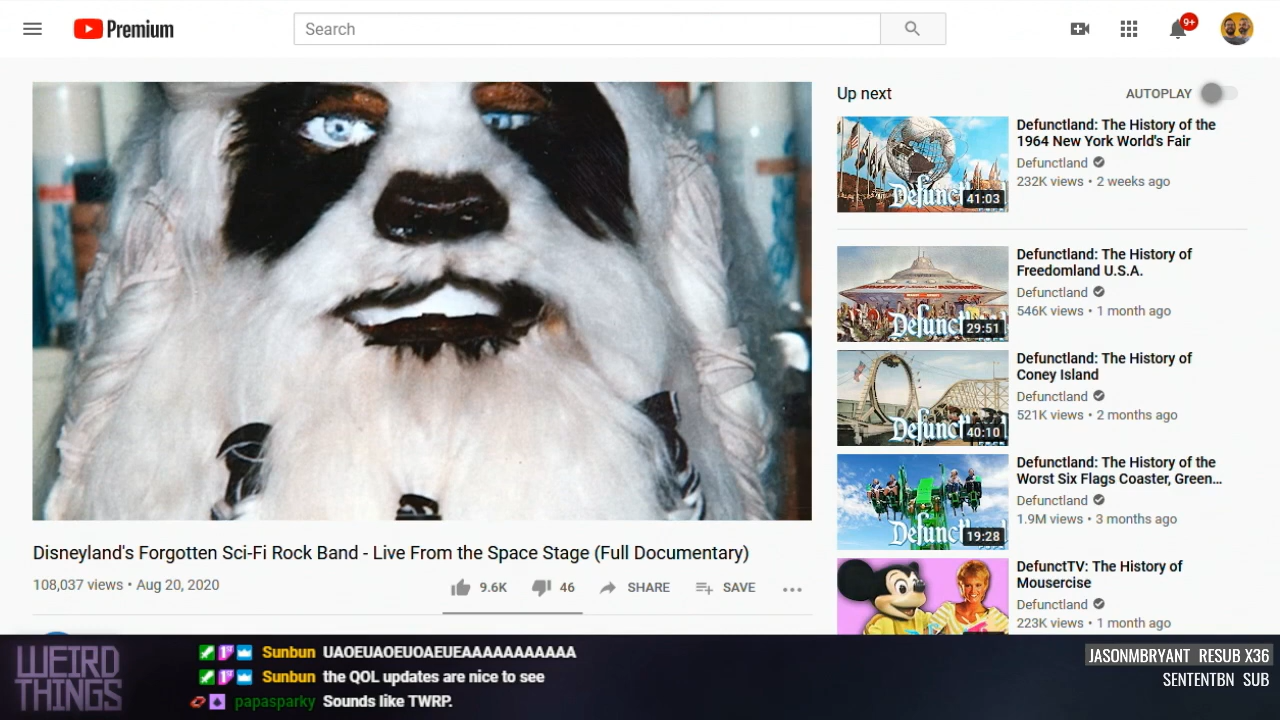 Premium
Search
9+
Up next
AUTOPLAY
Defunctland: The History of the
1964 New York World's Fair
Defunctland
232K views • 2 weeks ago
Defunctl
41:03
Defunctland: The History of
Freedomland U.S.A.
Defunctland
546K views • 1 month ago
Defunctl
29:51
Defunctland: The History of
Coney Island
Defunctland
521K views • 2 months ago
Defunctl
40:10
Defunctland: The History of the
Worst Six Flags Coaster, Green...
Defunctland
1.9M views • 3 months ago
Defunctl
19:28
DefunctTV: The History of
Mousercise
Defunctland
223K views • 1 month ago
Disneyland's Forgotten Sci-Fi Rock Band - Live From the Space Stage (Full Documentary)
108,037 views • Aug 20, 2020
9.6K 46 SHARE SAVE
WEIRD
THINGS
1st Sunbun UAOEUAOEUOAEUEAAAAAAAAAAA
1st Sunbun the QOL updates are nice to see
papasparky Sounds like TWRP.
JASONMBRYANT RESUB X36
SENTENTBN SUB